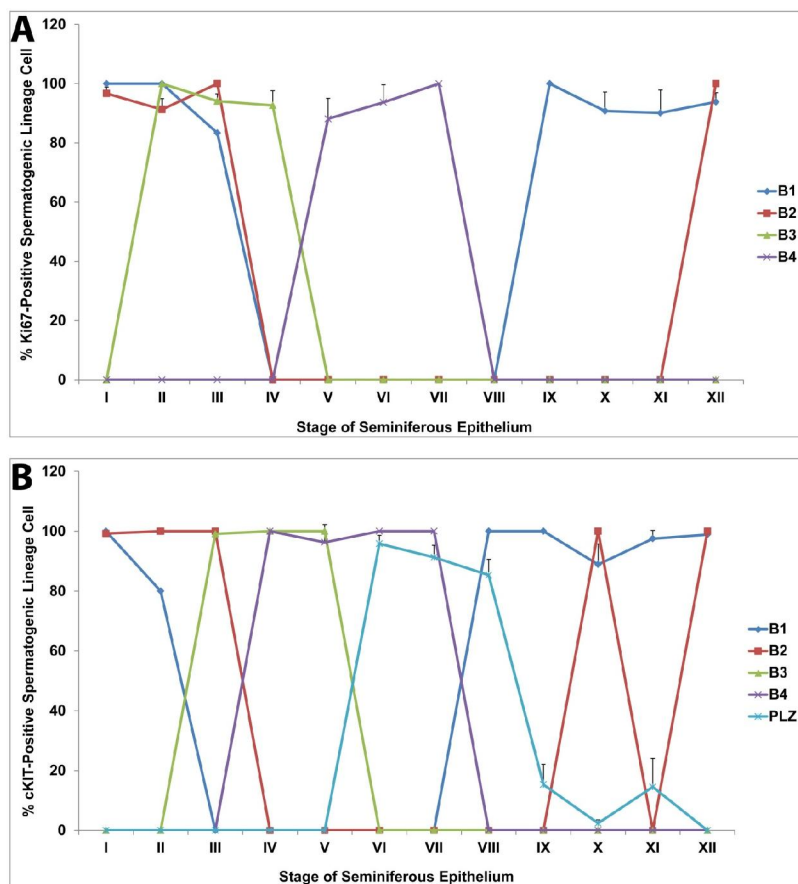 A
120
100
80
60
40
20
0
% Ki67-Positive Spermatogenic Lineage Cell
I II III IV V VI VII VIII IX X XI XII
Stage of Seminiferous Epithelium
B1
B2
B3
B4
B
120
100
80
60
40
20
0
% cKIT-Positive Spermatogenic Lineage Cell
I II III IV V VI VII VIII IX X XI XII
Stage of Seminiferous Epithelium
B1
B2
B3
B4
PLZ